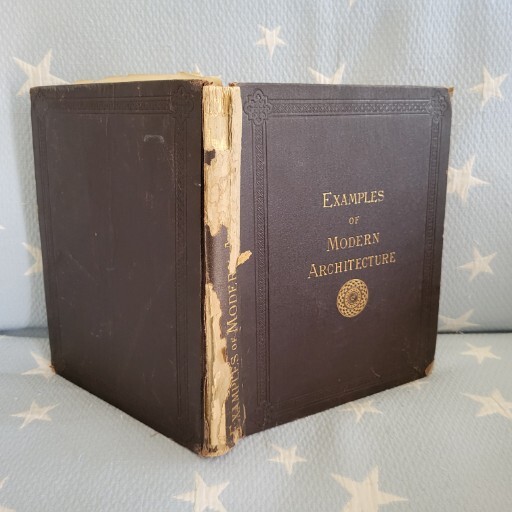 EXAMPLES
OF
MODERN
ARCHITECTURE
EXAMPLES OF MODER